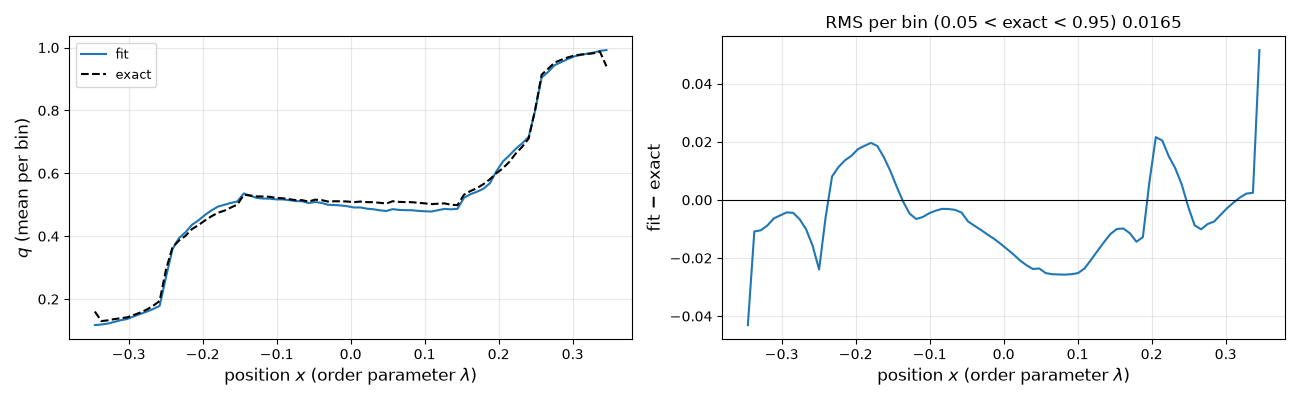 fit
exact
1.0
0.8
0.6
0.4
0.2
−0.3 −0.2 −0.1 0.0 0.1 0.2 0.3
q (mean per bin)
position x (order parameter λ)
RMS per bin (0.05 < exact < 0.95) 0.0165
0.04
0.02
0.00
−0.02
−0.04
−0.3 −0.2 −0.1 0.0 0.1 0.2 0.3
fit − exact
position x (order parameter λ)